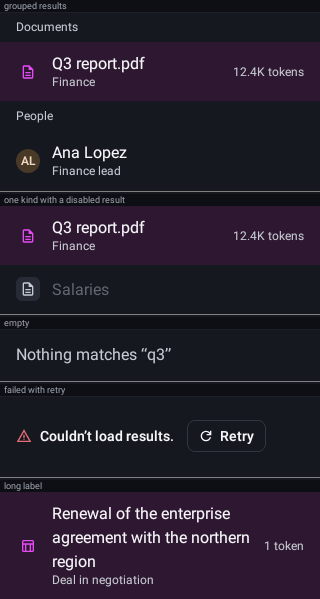 grouped results
Documents
Q3 report.pdf
12.4K tokens
Finance
People
AL
Ana Lopez
Finance lead
one kind with a disabled result
Q3 report.pdf
12.4K tokens
Finance
Salaries
empty
Nothing matches “q3”
failed with retry
Couldn’t load results.
Retry
long label
Renewal of the enterprise
agreement with the northern
1 token
region
Deal in negotiation